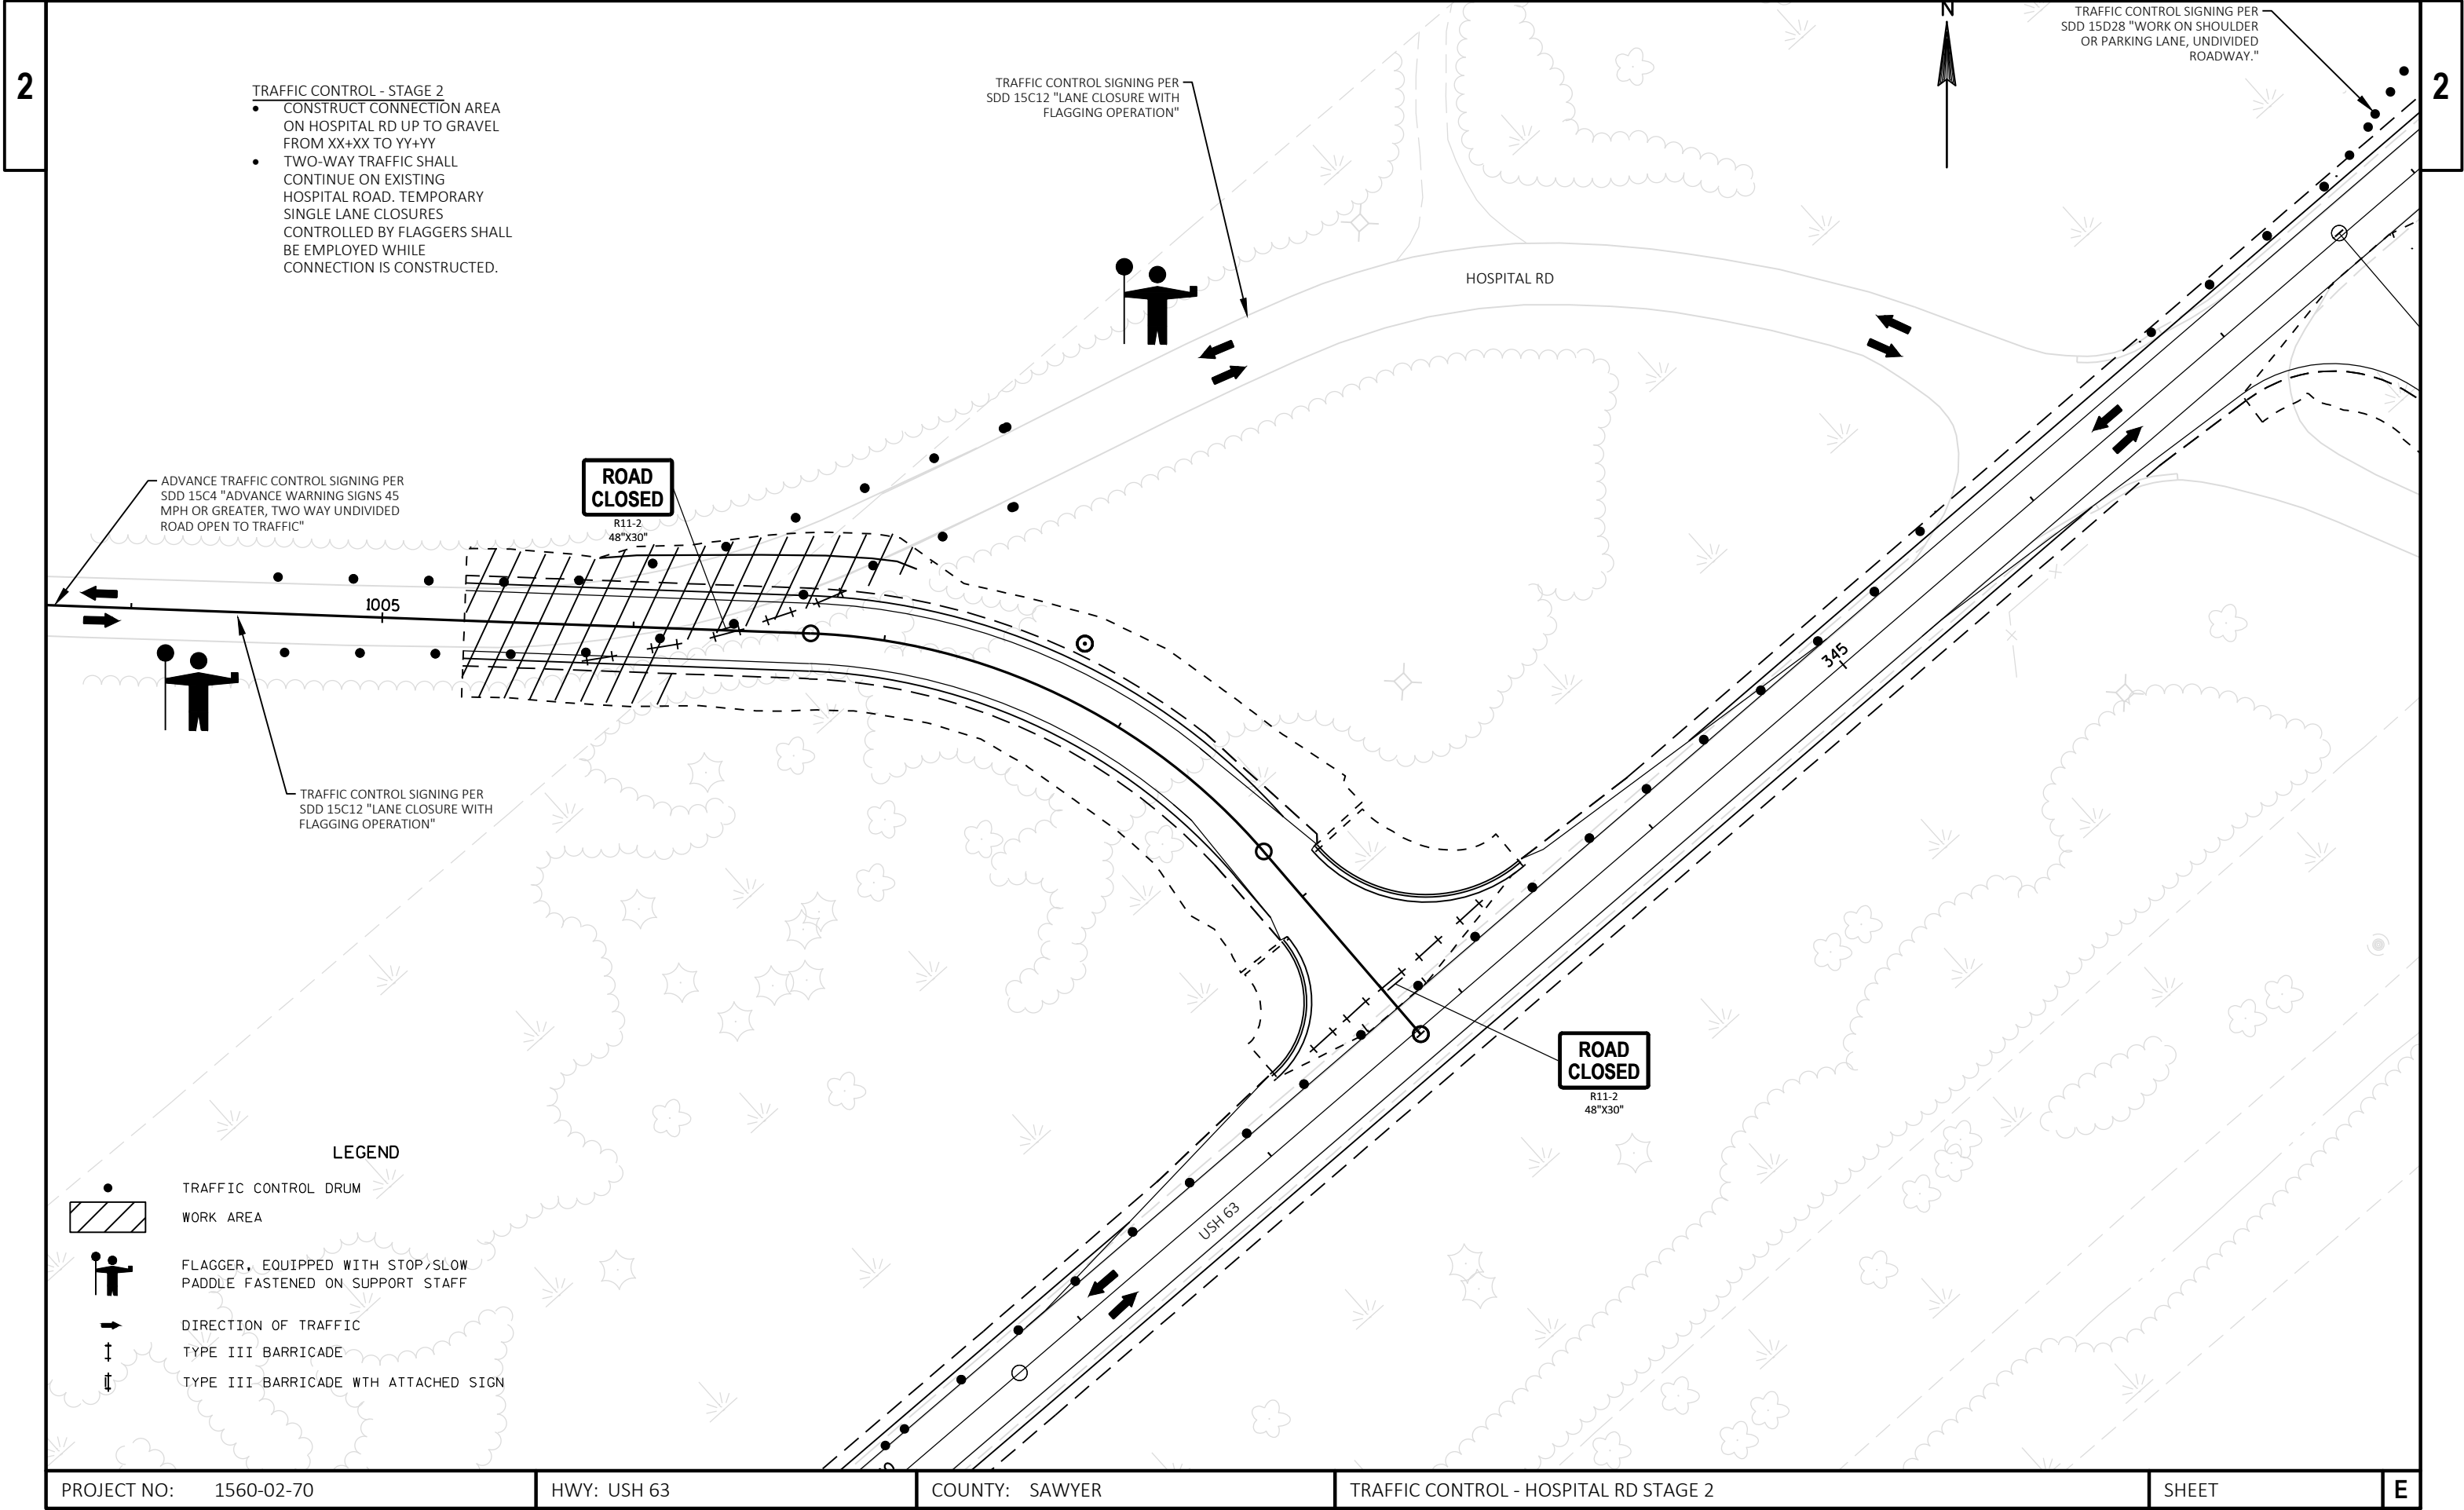 2
2
TRAFFIC CONTROL - STAGE 2
• CONSTRUCT CONNECTION AREA
ON HOSPITAL RD UP TO GRAVEL
FROM XX+XX TO YY+YY
• TWO-WAY TRAFFIC SHALL
CONTINUE ON EXISTING
HOSPITAL ROAD. TEMPORARY
SINGLE LANE CLOSURES
CONTROLLED BY FLAGGERS SHALL
BE EMPLOYED WHILE
CONNECTION IS CONSTRUCTED.
TRAFFIC CONTROL SIGNING PER
SDD 15C12 "LANE CLOSURE WITH
FLAGGING OPERATION"
N
TRAFFIC CONTROL SIGNING PER
SDD 15D28 "WORK ON SHOULDER
OR PARKING LANE, UNDIVIDED
ROADWAY."
HOSPITAL RD
ADVANCE TRAFFIC CONTROL SIGNING PER
SDD 15C4 "ADVANCE WARNING SIGNS 45
MPH OR GREATER, TWO WAY UNDIVIDED
ROAD OPEN TO TRAFFIC"
ROAD
CLOSED
R11-2
48"X30"
1005
345
TRAFFIC CONTROL SIGNING PER
SDD 15C12 "LANE CLOSURE WITH
FLAGGING OPERATION"
ROAD
CLOSED
R11-2
48"X30"
USH 63
LEGEND
TRAFFIC CONTROL DRUM
WORK AREA
FLAGGER, EQUIPPED WITH STOP/SLOW
PADDLE FASTENED ON SUPPORT STAFF
DIRECTION OF TRAFFIC
TYPE III BARRICADE
TYPE III BARRICADE WTH ATTACHED SIGN
PROJECT NO: 1560-02-70
HWY: USH 63
COUNTY: SAWYER
TRAFFIC CONTROL - HOSPITAL RD STAGE 2
SHEET
E